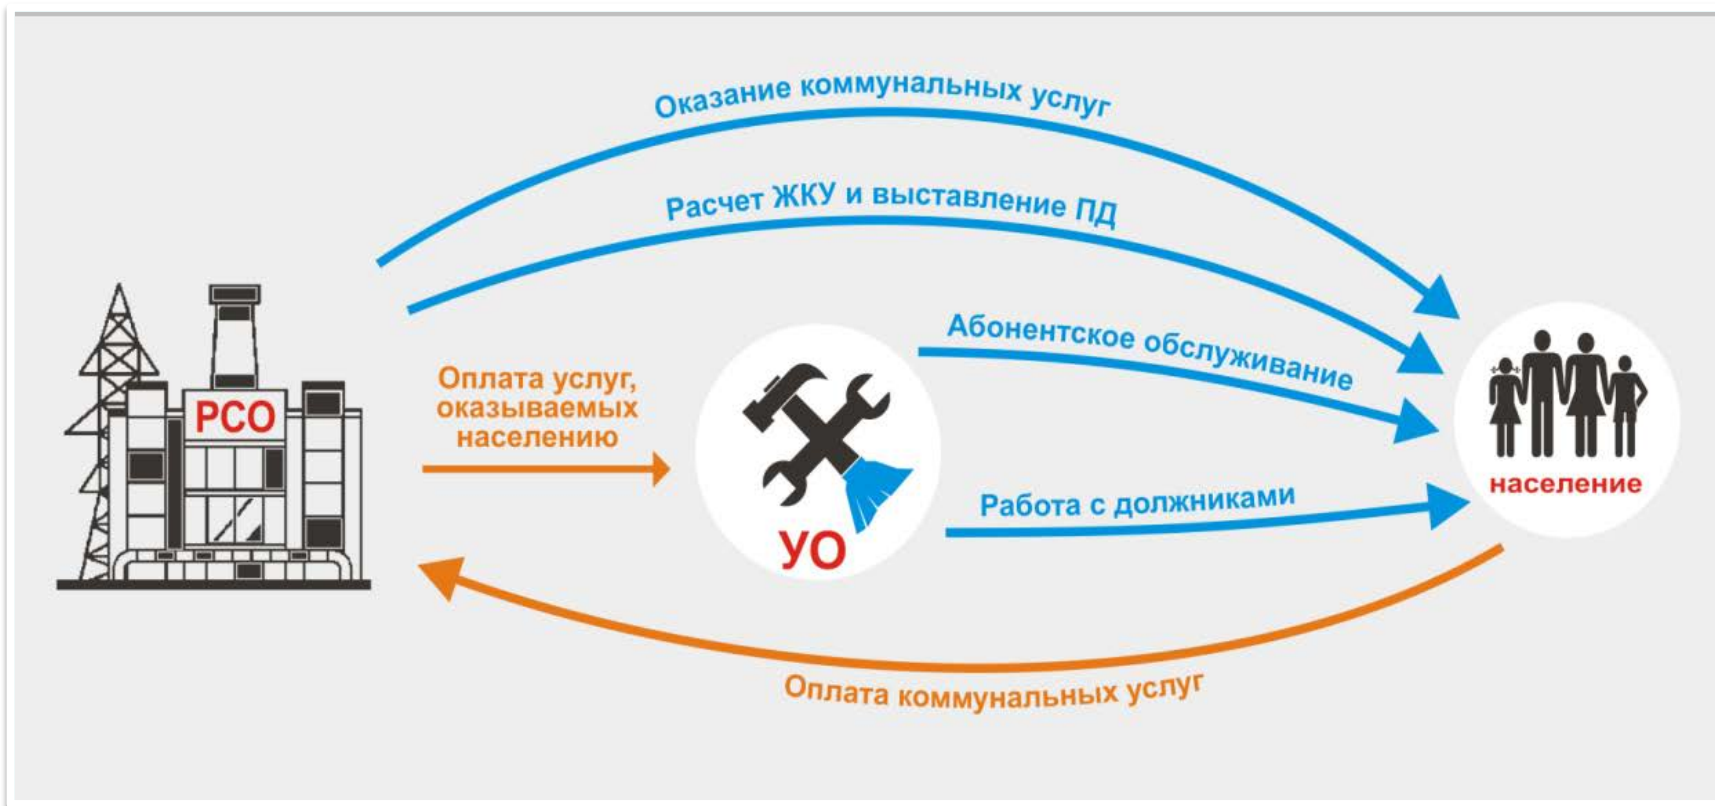 Оказание коммунальных услуг
Расчет ЖКУ и выставление ПД
Абонентское обслуживание
Оплата услуг,
оказываемых
населению
РСО
УО
Работа с должниками
население
Оплата коммунальных услуг